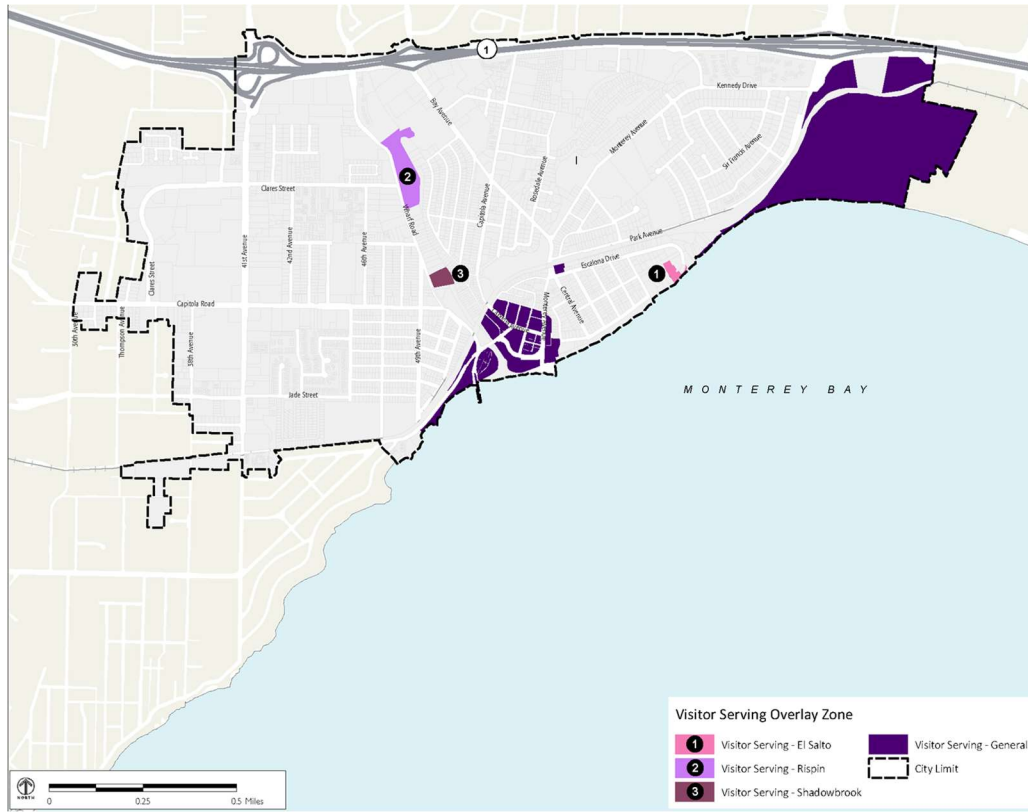 1
Kennedy Drive
Bay Avenue
Monterey Avenue
Sir Francis Avenue
I
2
Clares Street
Rosedale Avenue
Capitola Avenue
Wharf Road
41st Avenue
42nd Avenue
46th Avenue
Park Avenue
Escalona Drive
1
3
Clares Street
Central Avenue
Capitola Road
50th Avenue
Thompson Avenue
38th Avenue
49th Avenue
Jade Street
MONTEREY BAY
Visitor Serving Overlay Zone
1 Visitor Serving - El Salto
2 Visitor Serving - Rispin
3 Visitor Serving - Shadowbrook
Visitor Serving - General
City Limit
NORTH
0 0.25 0.5 Miles